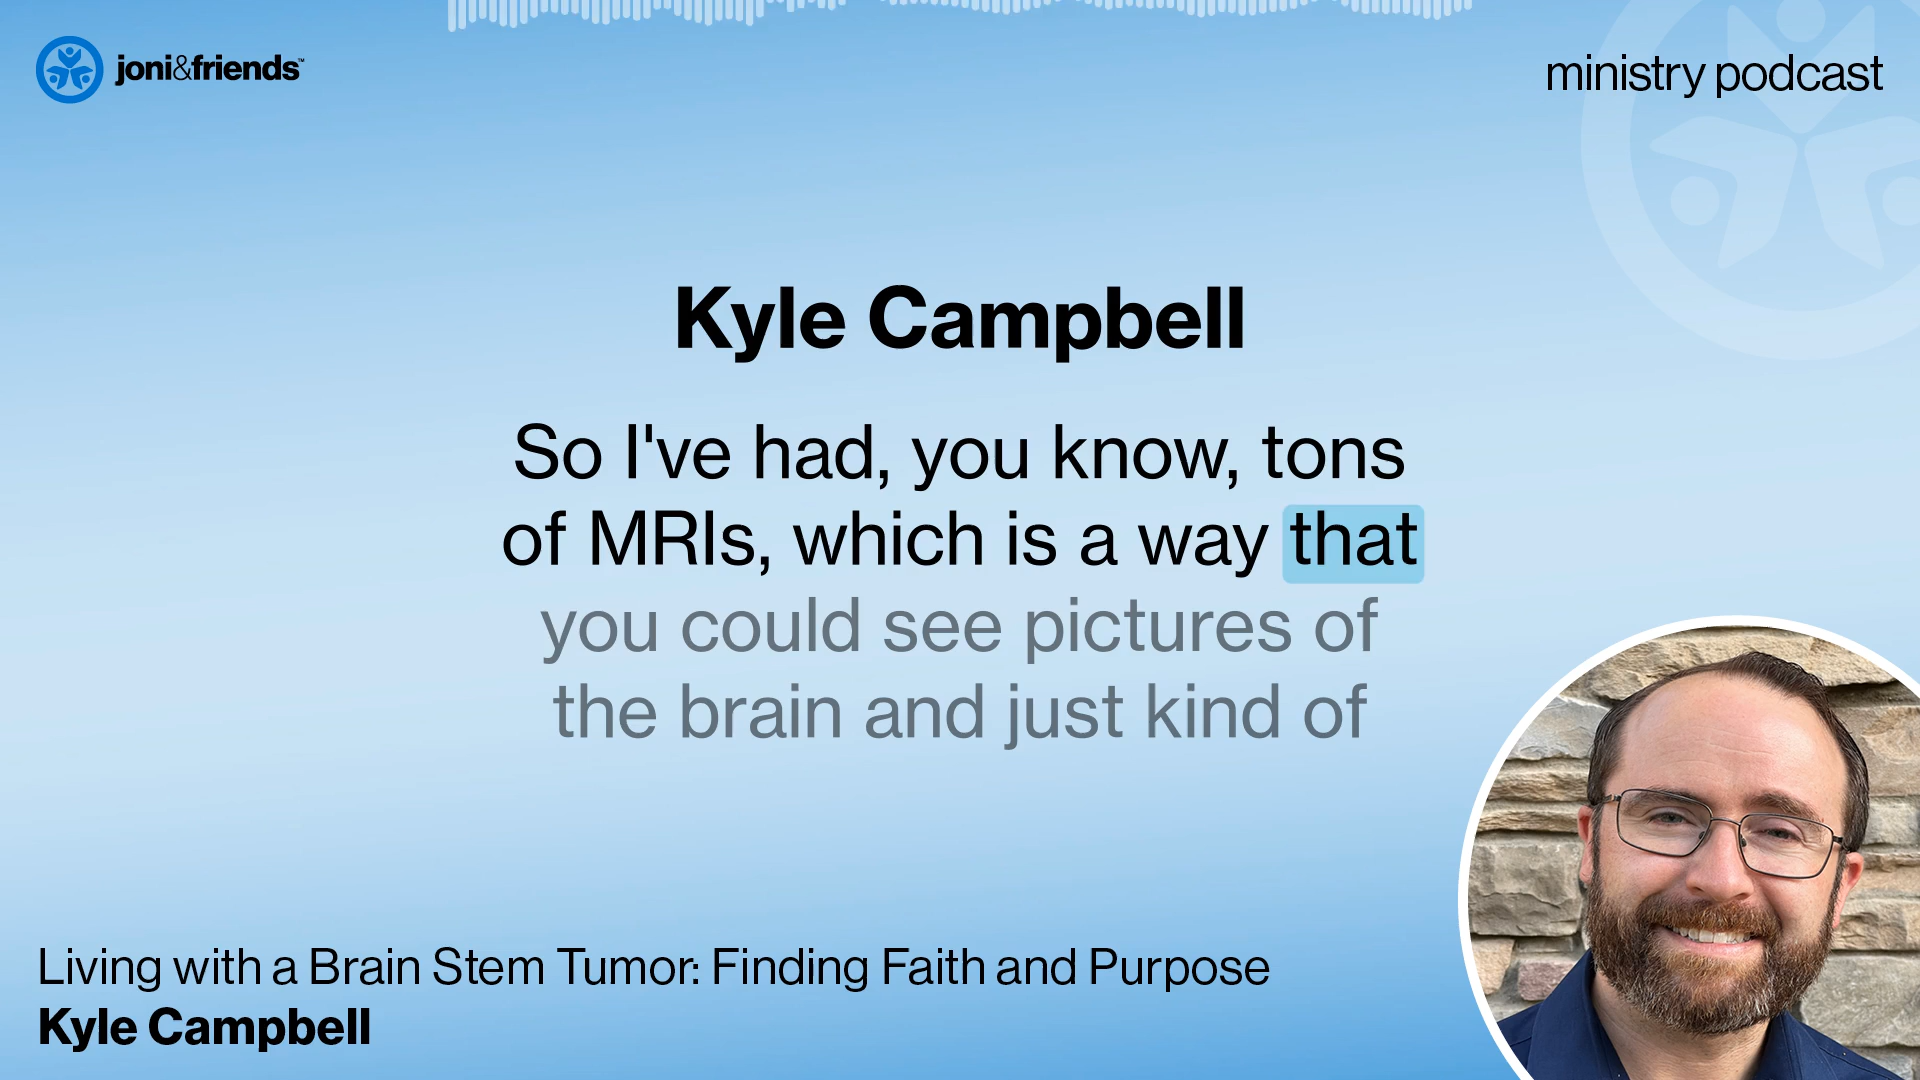 joni&friends™
ministry podcast
Kyle Campbell
So I've had, you know, tons
of MRIs, which is a way that
you could see pictures of
the brain and just kind of
Living with a Brain Stem Tumor: Finding Faith and Purpose
Kyle Campbell